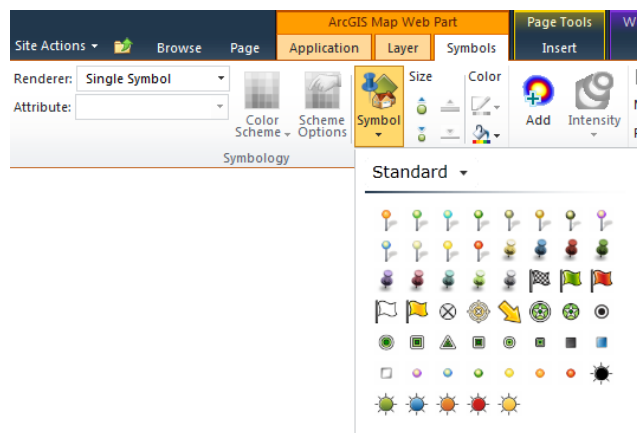 ArcGIS Map Web Part
Page Tools
W
Site Actions
Browse
Page
Application
Layer
Symbols
Insert
Renderer: Single Symbol
Attribute:
Color Scheme
Scheme Options
Symbol
Size
Color
Add
Intensity
Symbology
Standard